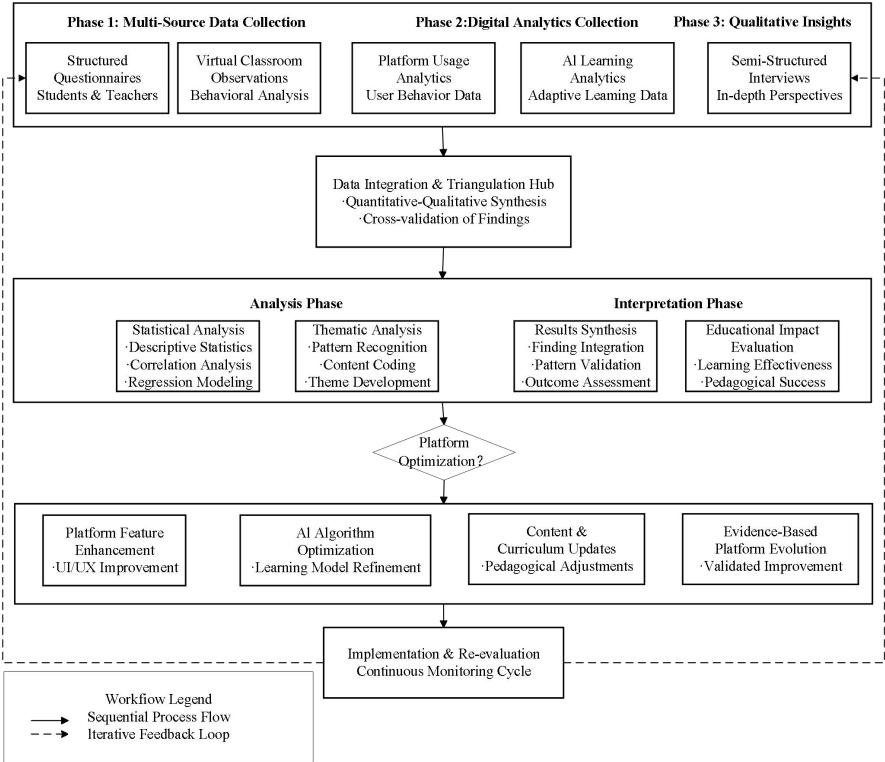 Phase 1: Multi-Source Data Collection
Phase 2:Digital Analytics Collection
Phase 3: Qualitative Insights
Structured
Questionnaires
Students & Teachers
Virtual Classroom
Observations
Behavioral Analysis
Platform Usage
Analytics
User Behavior Data
AI Learning
Analytics
Adaptive Learning Data
Semi-Structured
Interviews
In-depth Perspectives
Data Integration & Triangulation Hub
·Quantitative-Qualitative Synthesis
·Cross-validation of Findings
Analysis Phase
Interpretation Phase
Statistical Analysis
·Descriptive Statistics
·Correlation Analysis
·Regression Modeling
Thematic Analysis
·Pattern Recognition
·Content Coding
·Theme Development
Results Synthesis
·Finding Integration
·Pattern Validation
·Outcome Assessment
Educational Impact
Evaluation
·Learning Effectiveness
·Pedagogical Success
Platform
Optimization?
Platform Feature
Enhancement
·UI/UX Improvement
AI Algorithm
Optimization
·Learning Model Refinement
Content &
Curriculum Updates
·Pedagogical Adjustments
Evidence-Based
Platform Evolution
·Validated Improvement
Implementation & Re-evaluation
Continuous Monitoring Cycle
Workflow Legend
Sequential Process Flow
Iterative Feedback Loop